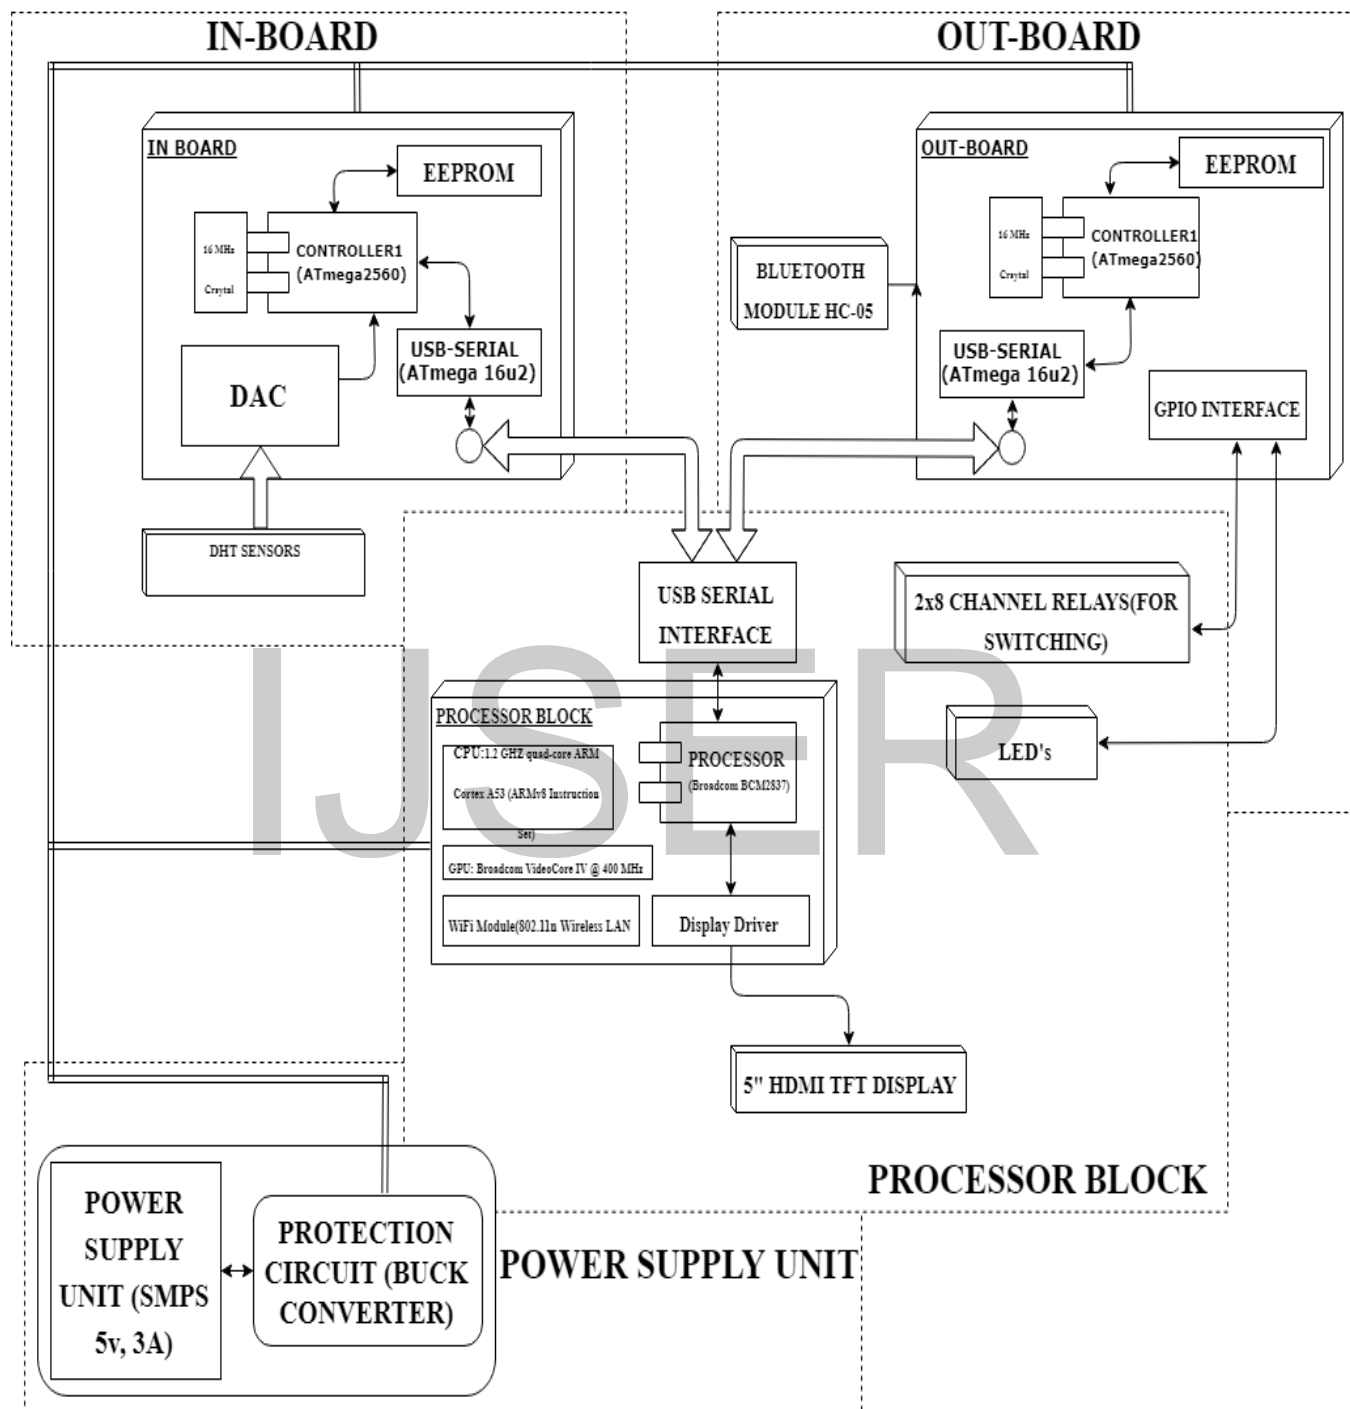 IN-BOARD
OUT-BOARD
IN BOARD
EEPROM
16 MHz
Crsytal
CONTROLLER1
(ATmega2560)
USB-SERIAL
(ATmega 16u2)
DAC
DHT SENSORS
OUT-BOARD
EEPROM
16 MHz
Crsytal
CONTROLLER1
(ATmega2560)
BLUETOOTH
MODULE HC-05
USB-SERIAL
(ATmega 16u2)
GPIO INTERFACE
USB SERIAL
INTERFACE
2x8 CHANNEL RELAYS(FOR
SWITCHING)
LED's
IJSER
PROCESSOR BLOCK
CPU:1.2 GHZ quad-core ARM
Cortex A53 (ARMv8 Instruction
Set)
PROCESSOR
(Broadcom BCM2837)
GPU: Broadcom VideoCore IV @ 400 MHz
WiFi Module(802.11n Wireless LAN
Display Driver
5" HDMI TFT DISPLAY
PROCESSOR BLOCK
POWER
SUPPLY
UNIT (SMPS
5v, 3A)
PROTECTION
CIRCUIT (BUCK
CONVERTER)
POWER SUPPLY UNIT